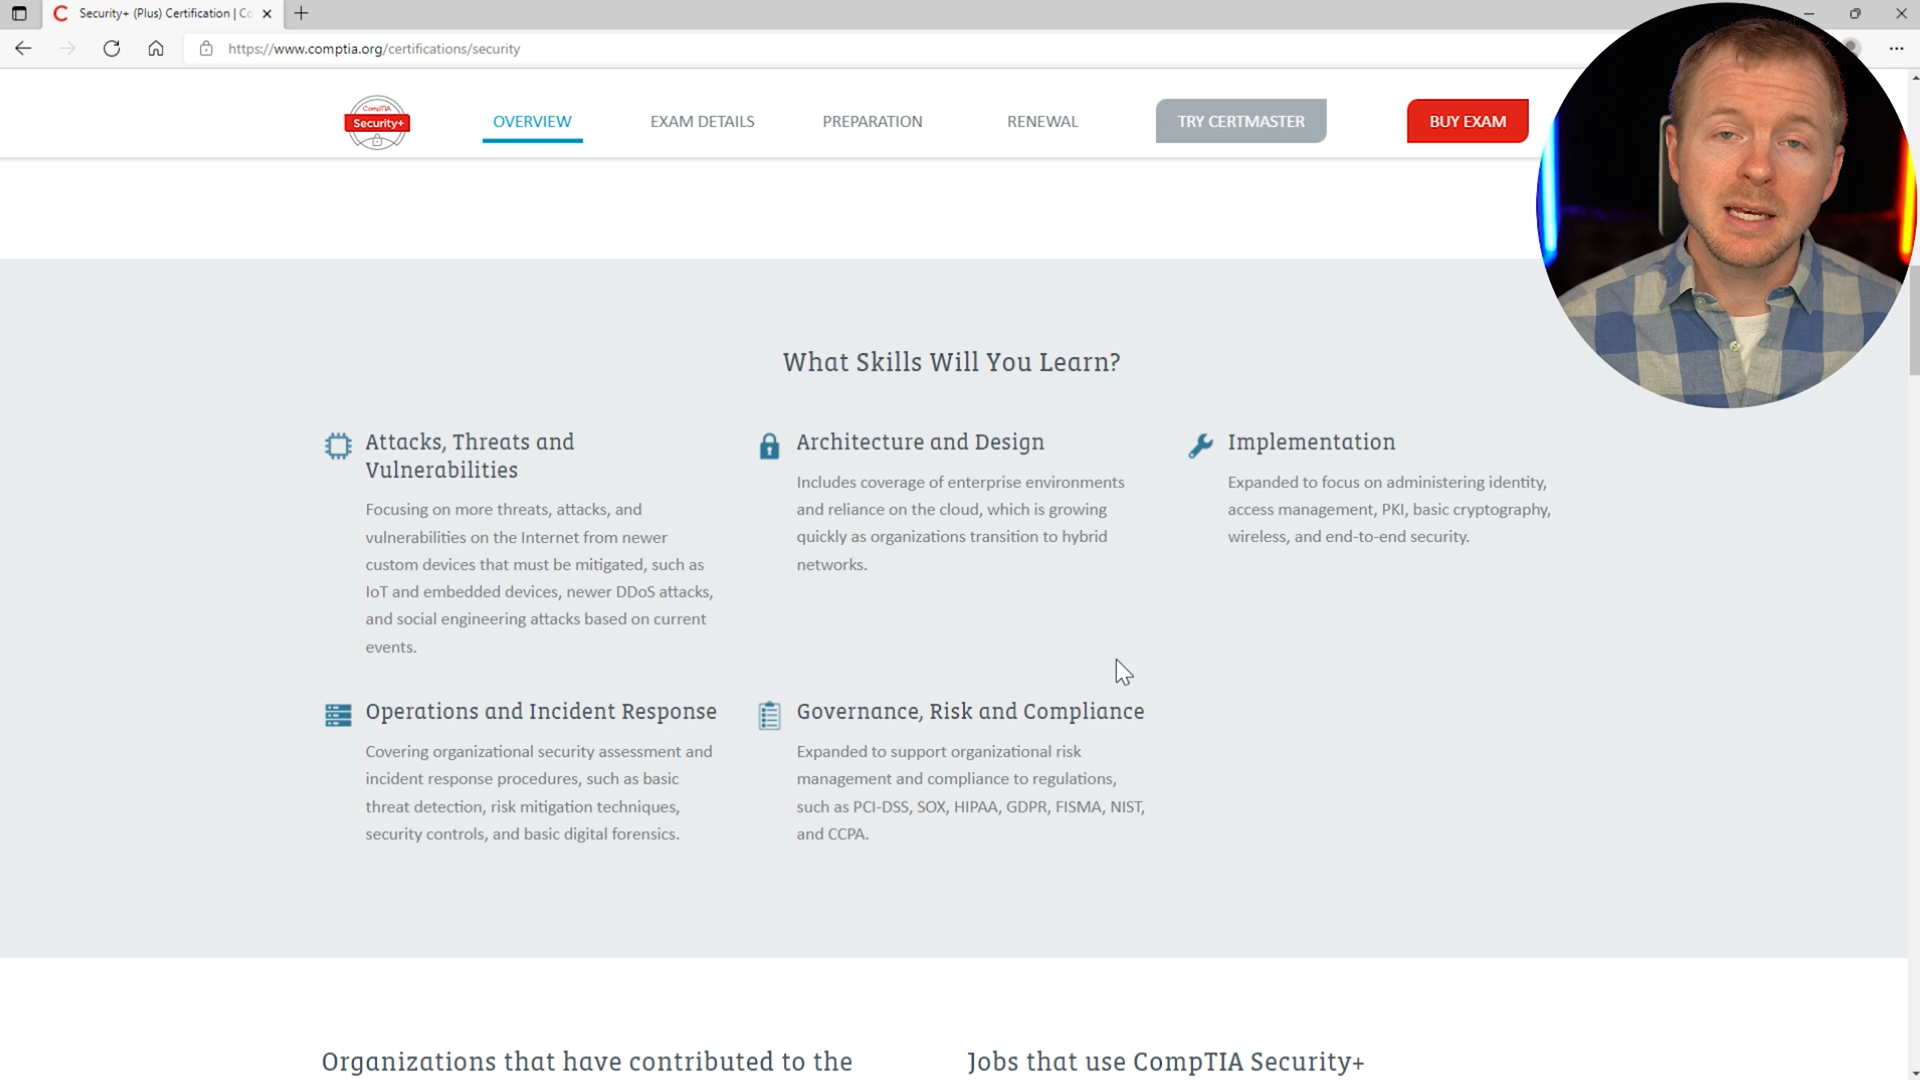 Security+ (Plus) Certification | Co
https://www.comptia.org/certifications/security
CompTIA
Security+
OVERVIEW
EXAM DETAILS
PREPARATION
RENEWAL
TRY CERTMASTER
BUY EXAM
What Skills Will You Learn?
Attacks, Threats and
Vulnerabilities
Focusing on more threats, attacks, and
vulnerabilities on the Internet from newer
custom devices that must be mitigated, such as
IoT and embedded devices, newer DDoS attacks,
and social engineering attacks based on current
events.
Architecture and Design
Includes coverage of enterprise environments
and reliance on the cloud, which is growing
quickly as organizations transition to hybrid
networks.
Implementation
Expanded to focus on administering identity,
access management, PKI, basic cryptography,
wireless, and end-to-end security.
Operations and Incident Response
Covering organizational security assessment and
incident response procedures, such as basic
threat detection, risk mitigation techniques,
security controls, and basic digital forensics.
Governance, Risk and Compliance
Expanded to support organizational risk
management and compliance to regulations,
such as PCI-DSS, SOX, HIPAA, GDPR, FISMA, NIST,
and CCPA.
Organizations that have contributed to the
Jobs that use CompTIA Security+